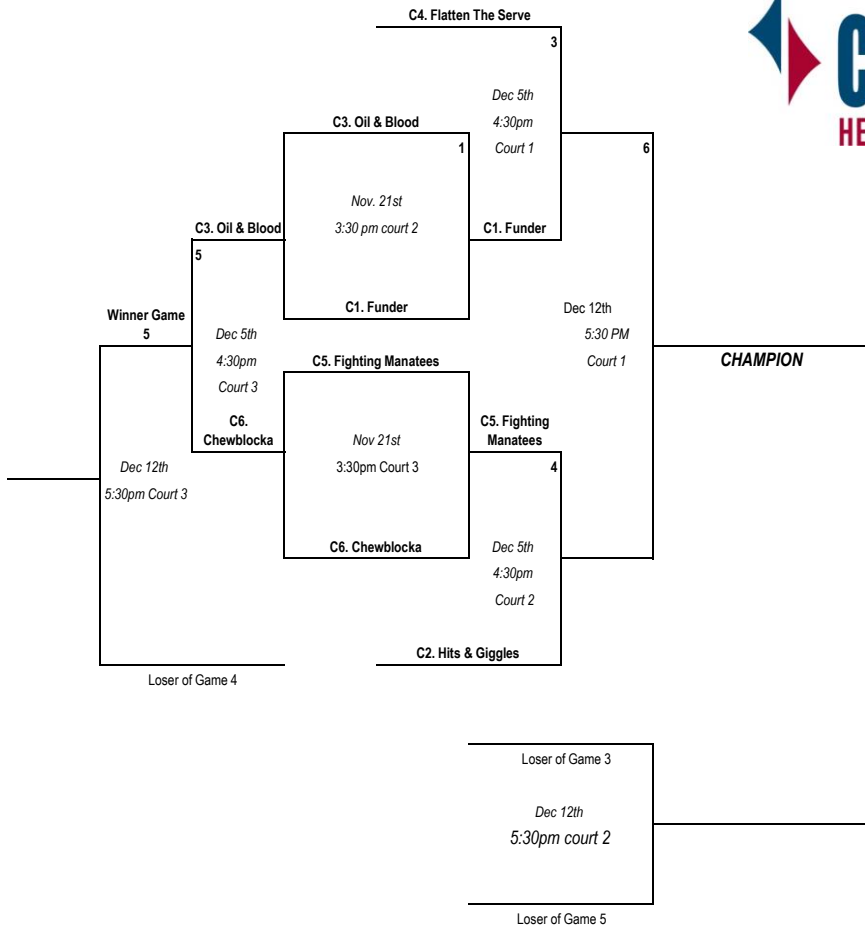 C4. Flatten The Serve
3
Dec 5th
4:30pm
Court 1
C3. Oil & Blood
1
6
Nov. 21st
3:30 pm court 2
C3. Oil & Blood
C1. Funder
5
C1. Funder
Winner Game
5
Dec 5th
4:30pm
Court 3
Dec 12th
5:30 PM
Court 1
CHAMPION
C5. Fighting Manatees
C6.
Chewblocka
Nov 21st
3:30pm Court 3
C5. Fighting
Manatees
4
Dec 12th
5:30pm Court 3
C6. Chewblocka
Dec 5th
4:30pm
Court 2
C2. Hits & Giggles
Loser of Game 4
Loser of Game 3
Dec 12th
5:30pm court 2
Loser of Game 5
C
HE